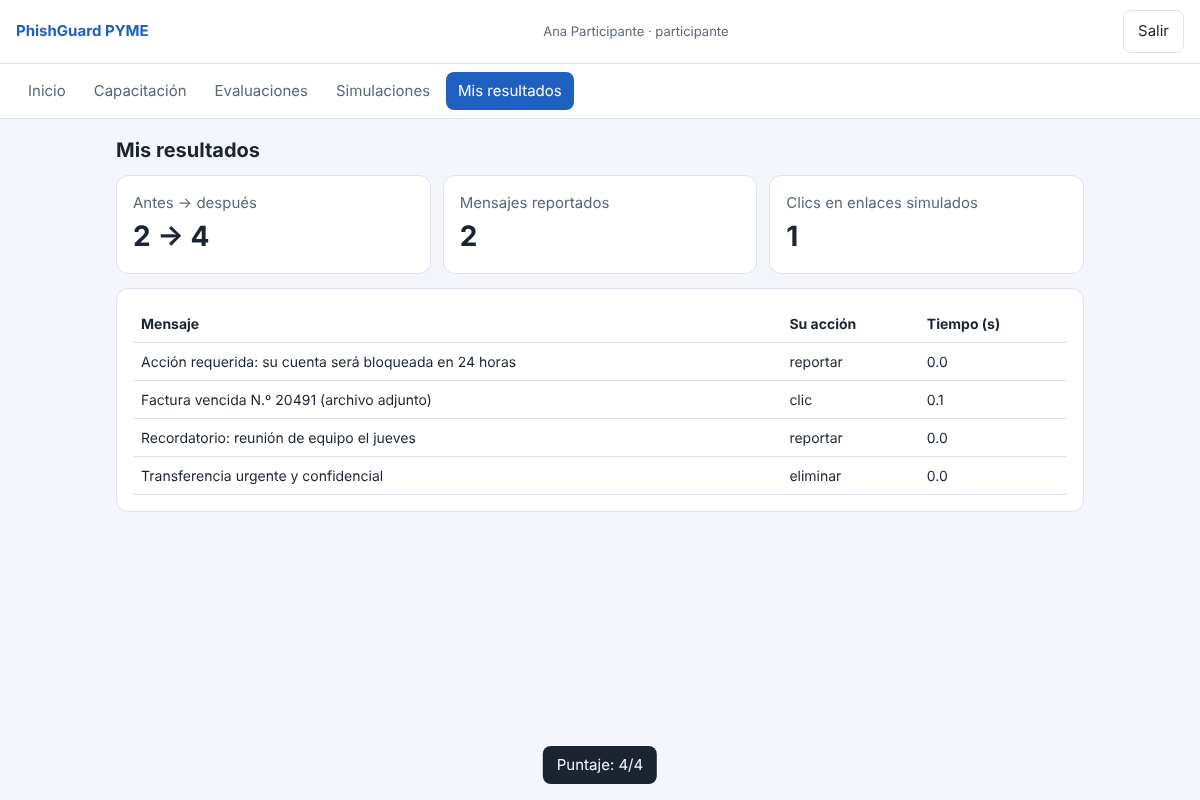 PhishGuard PYME
Ana Participante · participante
Salir
Inicio
Capacitación
Evaluaciones
Simulaciones
Mis resultados
Mis resultados
Antes → después
2 → 4
Mensajes reportados
2
Clics en enlaces simulados
1
Mensaje Su acción Tiempo (s)
Acción requerida: su cuenta será bloqueada en 24 horas reportar 0.0
Factura vencida N.º 20491 (archivo adjunto) clic 0.1
Recordatorio: reunión de equipo el jueves reportar 0.0
Transferencia urgente y confidencial eliminar 0.0
Puntaje: 4/4